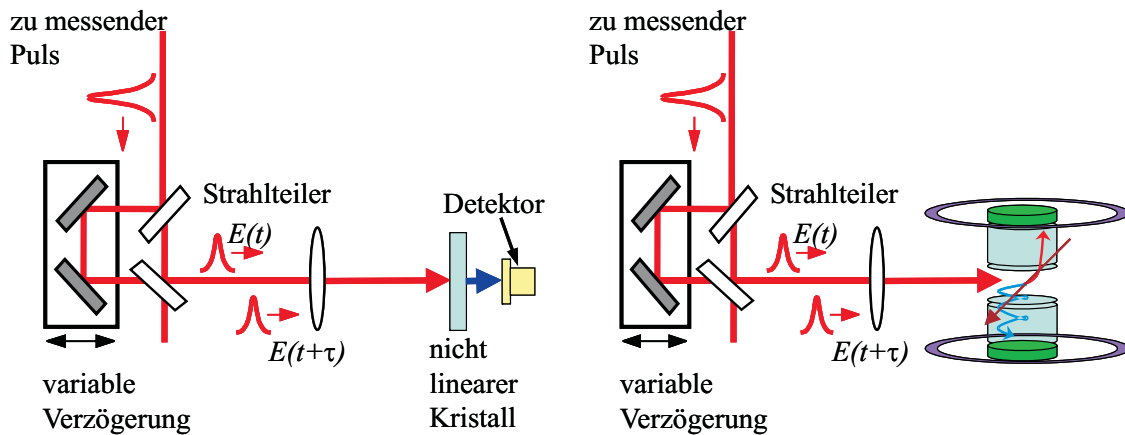 zu messender
Puls
Strahlteiler
Detektor
E(t)
E(t+τ)
nicht
linearer
Kristall
variable
Verzögerung
zu messender
Puls
Strahlteiler
E(t)
E(t+τ)
variable
Verzögerung